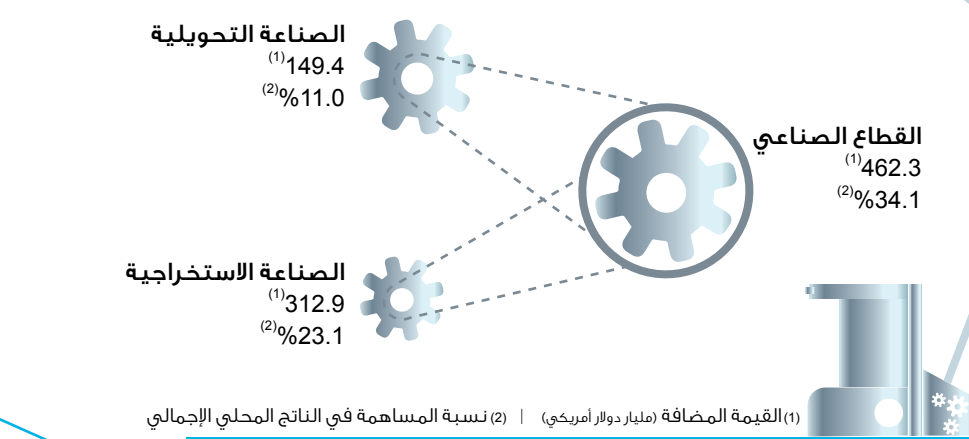 الصناعة التحويلية
(1)149.4
(2)%11.0
القطاع الصناعي
(1)462.3
(2)%34.1
الصناعة الاستخراجية
(1)312.9
(2)%23.1
(1)القيمة المضافة (مليار دولار أمريكي) | (2) نسبة المساهمة في الناتج المحلي الإجمالي